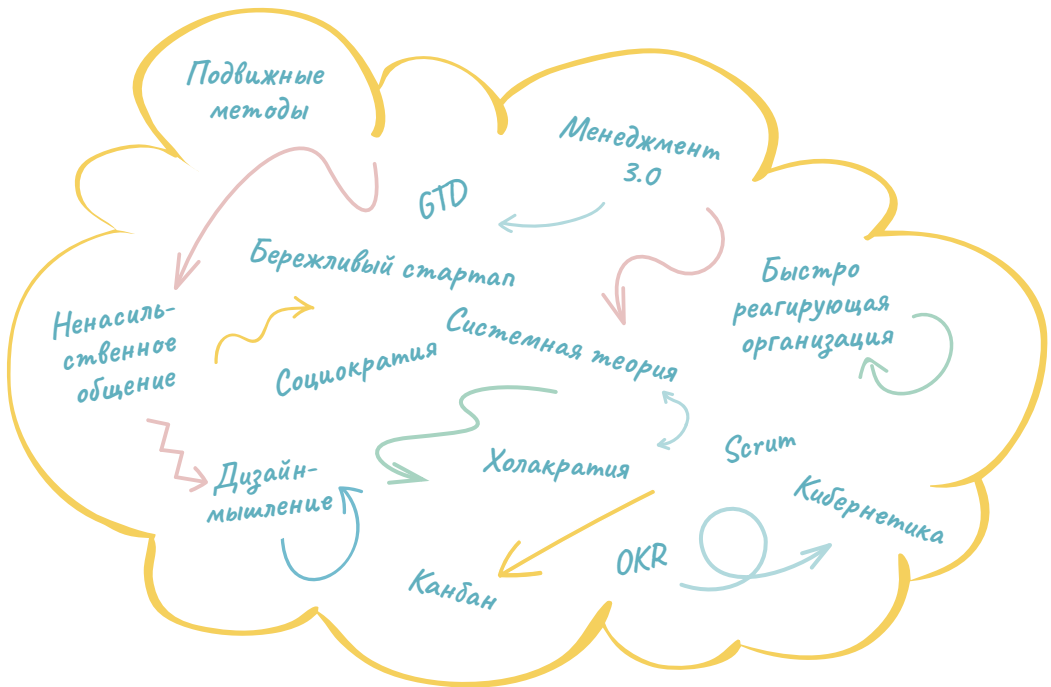 Подвижные
методы
Менеджмент
3.0
GTD
Бережливый стартап
Быстро
реагирующая
организация
Ненасиль-
ственное
общение
Системная теория
Социократия
Scrum
Холакратия
Дизайн-
мышление
Кибернетика
OKR
Канбан